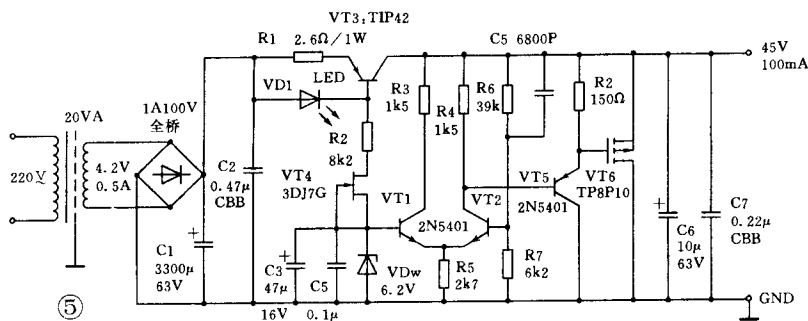 VT3:TIP42
R1
2.6Ω/1W
C5 6800P
LED
VD1
R3
1k5
R4
1k5
R6
39k
R2
150Ω
45V
100mA
20VA
1A100V
全桥
220V
4.2V
0.5A
C2
0.47μ
CBB
R2
8k2
VT4
3DJ7G
VT1
VT2
2N5401
VT5
2N5401
VT6
TP8P10
C1
3300μ
63V
C3
47μ
16V
C5
0.1μ
VDw
6.2V
R5
2k7
R7
6k2
C6
10μ
63V
C7
0.22μ
CBB
GND
⑤